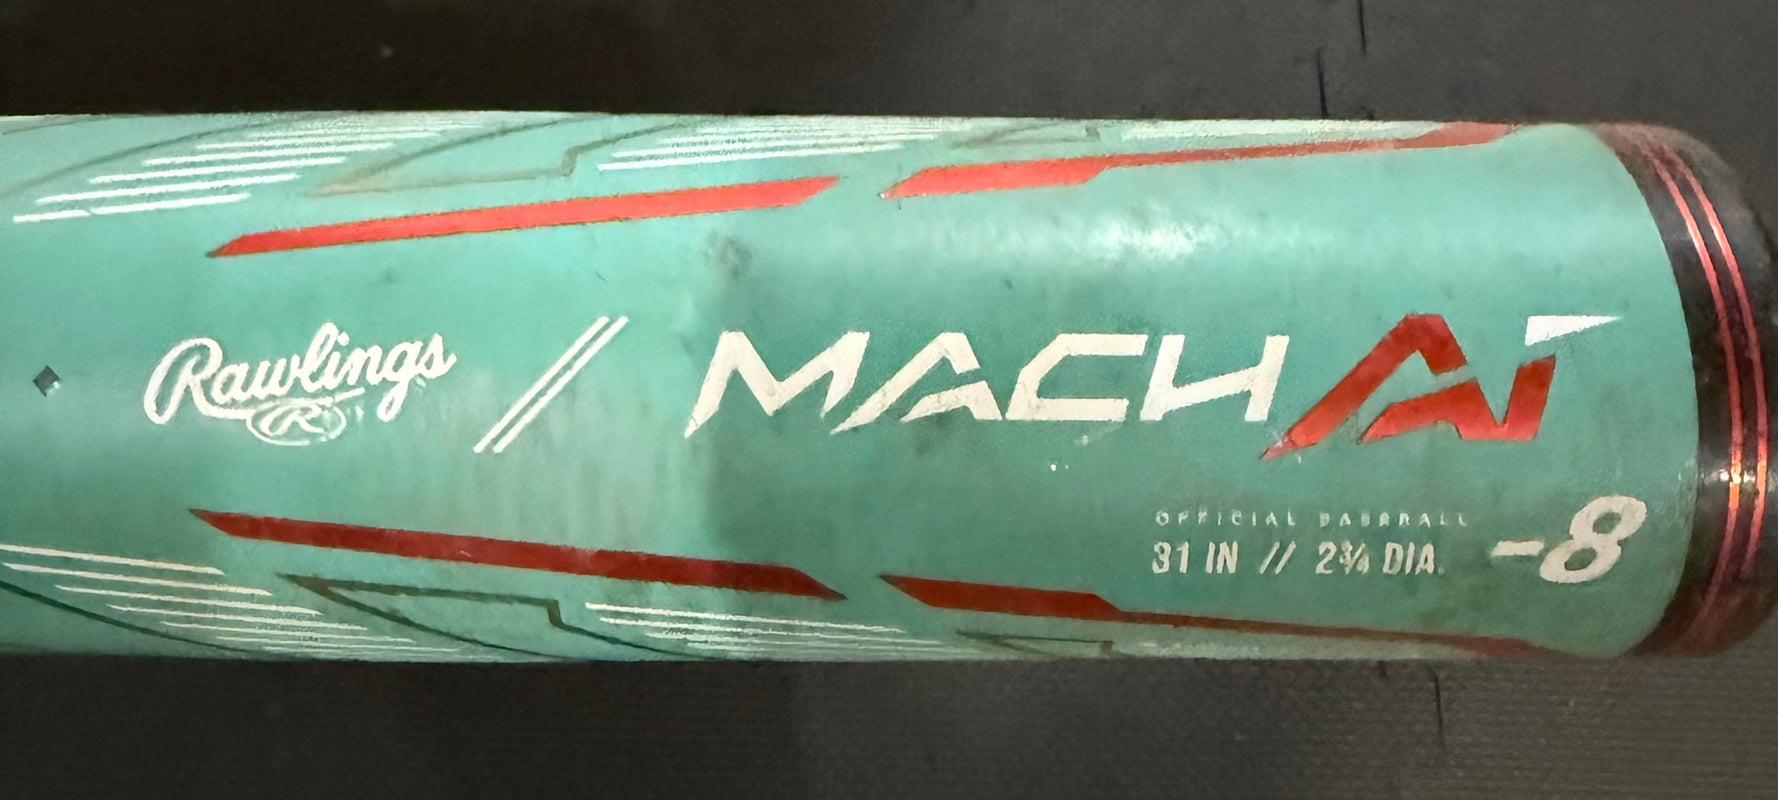 Rawlings
R
//
MACH Ai
OFFICIAL BASEBALL
31 IN // 2¾ DIA.
-8